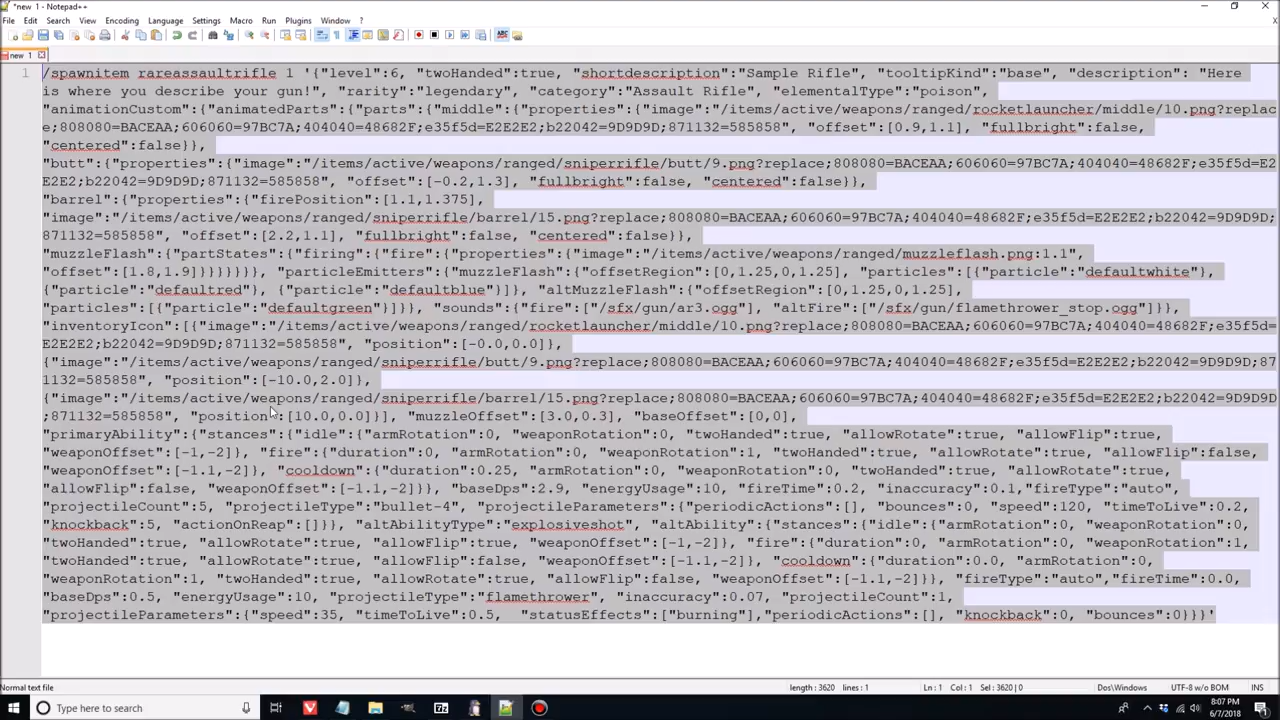 *new 1 - Notepad++
File Edit Search View Encoding Language Settings Macro Run Plugins Window ?
new 1
1 /spawnitem rareassaultrifle 1 '{"level":6, "twoHanded":true, "shortdescription":"Sample Rifle", "tooltipKind":"base", "description": "Here
is where you describe your gun!", "rarity":"legendary", "category":"Assault Rifle", "elementalType":"poison",
"animationCustom":{"animatedParts":{"parts":{"middle":{"properties":{"image":"/items/active/weapons/ranged/rocketlauncher/middle/10.png?replac
e;808080=BACEAA;606060=97BC7A;404040=48682F;e35f5d=E2E2E2;b22042=9D9D9D;871132=585858", "offset":[0.9,1.1], "fullbright":false,
"centered":false}},
"butt":{"properties":{"image":"/items/active/weapons/ranged/sniperrifle/butt/9.png?replace;808080=BACEAA;606060=97BC7A;404040=48682F;e35f5d=E2
E2E2;b22042=9D9D9D;871132=585858", "offset":[-0.2,1.3], "fullbright":false, "centered":false}},
"barrel":{"properties":{"firePosition":[1.1,1.375],
"image":"/items/active/weapons/ranged/sniperrifle/barrel/15.png?replace;808080=BACEAA;606060=97BC7A;404040=48682F;e35f5d=E2E2E2;b22042=9D9D9D;
871132=585858", "offset":[2.2,1.1], "fullbright":false, "centered":false}},
"muzzleFlash":{"partStates":{"firing":{"fire":{"properties":{"image":"/items/active/weapons/ranged/muzzleflash.png:1.1",
"offset":[1.8,1.9]}}}}}}}, "particleEmitters":{"muzzleFlash":{"offsetRegion":[0,1.25,0,1.25], "particles":[{"particle":"defaultwhite"},
{"particle":"defaultred"}, {"particle":"defaultblue"}]}, "altMuzzleFlash":{"offsetRegion":[0,1.25,0,1.25],
"particles":[{"particle":"defaultgreen"}]}}, "sounds":{"fire":["/sfx/gun/ar3.ogg"], "altFire":["/sfx/gun/flamethrower_stop.ogg"]}},
"inventoryIcon":[{"image":"/items/active/weapons/ranged/rocketlauncher/middle/10.png?replace;808080=BACEAA;606060=97BC7A;404040=48682F;e35f5d=
E2E2E2;b22042=9D9D9D;871132=585858", "position":[-0.0,0.0]},
{"image":"/items/active/weapons/ranged/sniperrifle/butt/9.png?replace;808080=BACEAA;606060=97BC7A;404040=48682F;e35f5d=E2E2E2;b22042=9D9D9D;87
1132=585858", "position":[-10.0,2.0]},
{"image":"/items/active/weapons/ranged/sniperrifle/barrel/15.png?replace;808080=BACEAA;606060=97BC7A;404040=48682F;e35f5d=E2E2E2;b22042=9D9D9D
;871132=585858", "position":[10.0,0.0]}], "muzzleOffset":[3.0,0.3], "baseOffset":[0,0],
"primaryAbility":{"stances":{"idle":{"armRotation":0, "weaponRotation":0, "twoHanded":true, "allowRotate":true, "allowFlip":true,
"weaponOffset":[-1,-2]}, "fire":{"duration":0, "armRotation":0, "weaponRotation":1, "twoHanded":true, "allowRotate":true, "allowFlip":false,
"weaponOffset":[-1.1,-2]}, "cooldown":{"duration":0.25, "armRotation":0, "weaponRotation":0, "twoHanded":true, "allowRotate":true,
"allowFlip":false, "weaponOffset":[-1.1,-2]}}, "baseDps":2.9, "energyUsage":10, "fireTime":0.2, "inaccuracy":0.1,"fireType":"auto",
"projectileCount":5, "projectileType":"bullet-4", "projectileParameters":{"periodicActions":[], "bounces":0, "speed":120, "timeToLive":0.2,
"knockback":5, "actionOnReap":[]}}, "altAbilityType":"explosiveshot", "altAbility":{"stances":{"idle":{"armRotation":0, "weaponRotation":0,
"twoHanded":true, "allowRotate":true, "allowFlip":true, "weaponOffset":[-1,-2]}, "fire":{"duration":0, "armRotation":0, "weaponRotation":1,
"twoHanded":true, "allowRotate":true, "allowFlip":false, "weaponOffset":[-1.1,-2]}, "cooldown":{"duration":0.0, "armRotation":0,
"weaponRotation":1, "twoHanded":true, "allowRotate":true, "allowFlip":false, "weaponOffset":[-1.1,-2]}}, "fireType":"auto","fireTime":0.0,
"baseDps":0.5, "energyUsage":10, "projectileType":"flamethrower", "inaccuracy":0.07, "projectileCount":1,
"projectileParameters":{"speed":35, "timeToLive":0.5, "statusEffects":["burning"],"periodicActions":[], "knockback":0, "bounces":0}}}'
Normal text file length : 3620 lines : 1 Ln : 1 Col : 1 Sel : 3620 | 0 Dos\Windows UTF-8 w/o BOM INS
Type here to search 7z 8:07 PM
6/7/2018